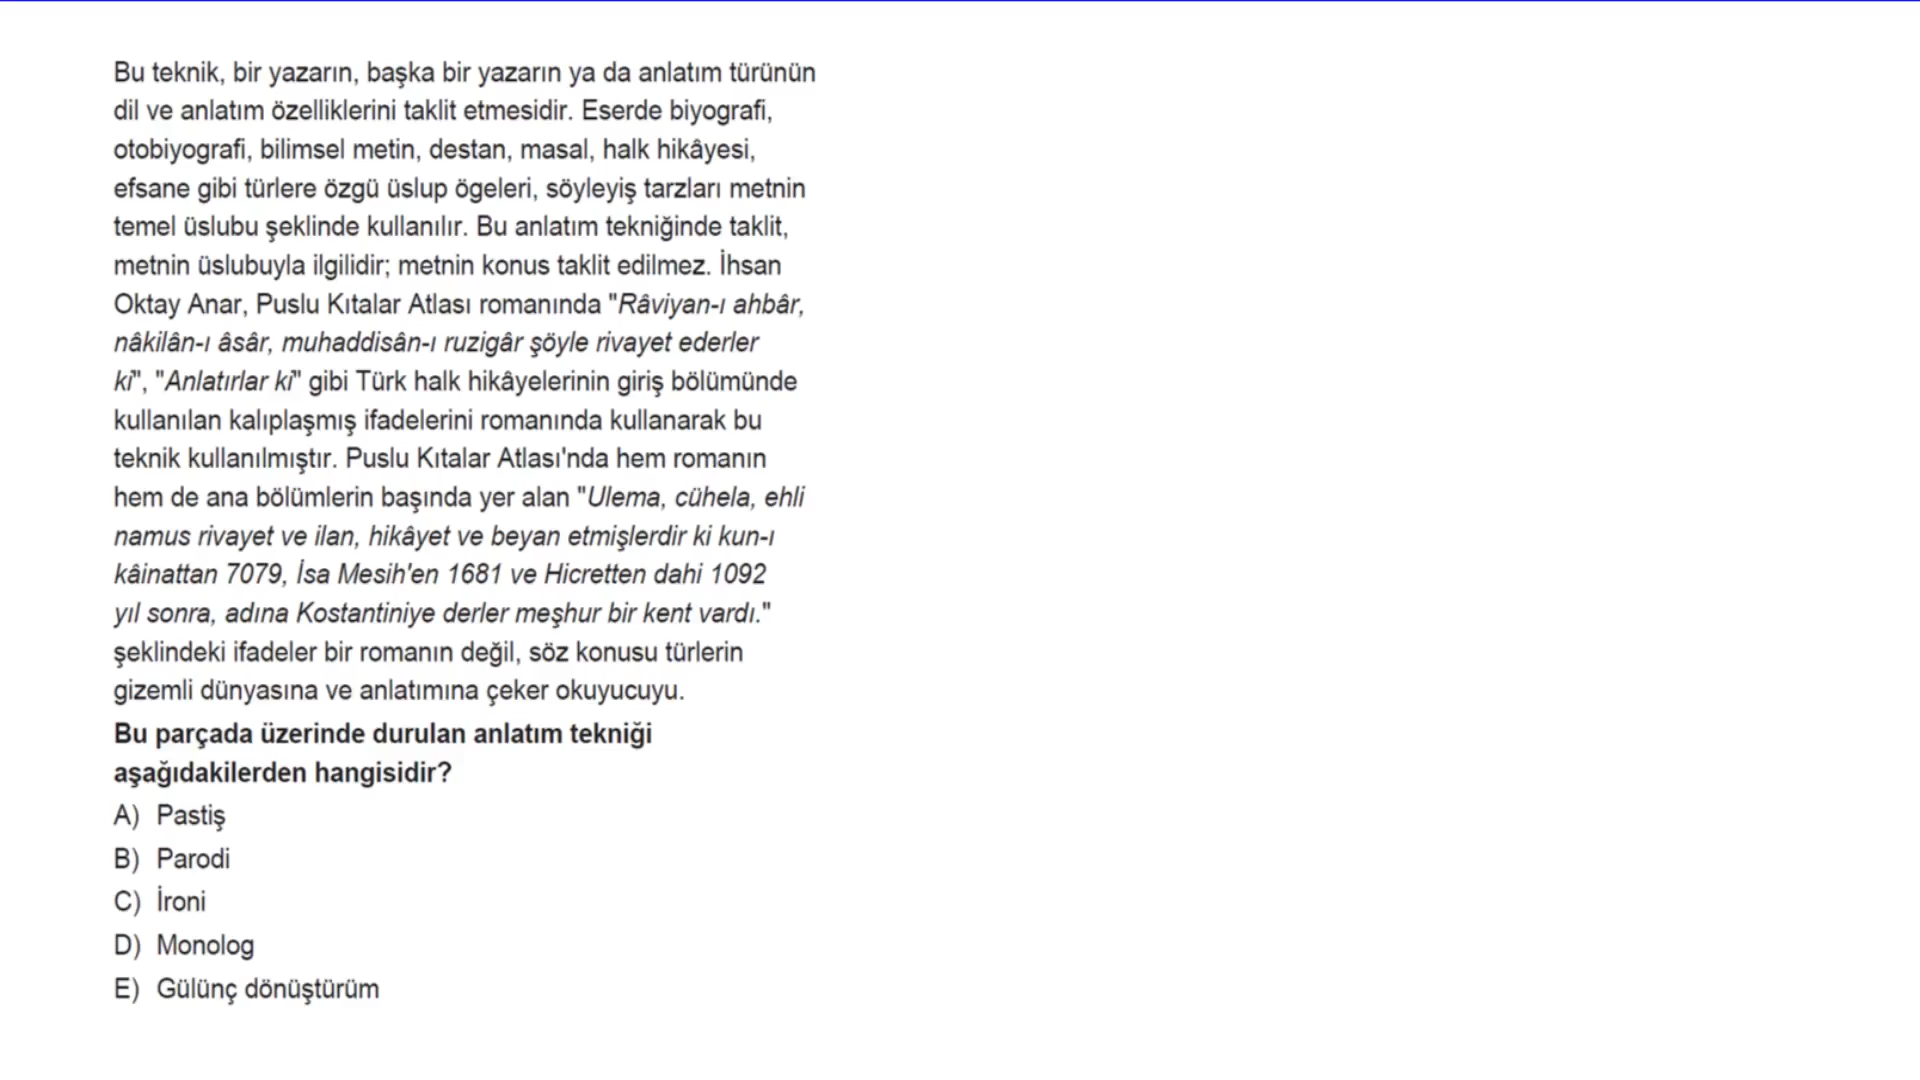 Bu teknik, bir yazarın, başka bir yazarın ya da anlatım türünün
dil ve anlatım özelliklerini taklit etmesidir. Eserde biyografi,
otobiyografi, bilimsel metin, destan, masal, halk hikâyesi,
efsane gibi türlere özgü üslup ögeleri, söyleyiş tarzları metnin
temel üslubu şeklinde kullanılır. Bu anlatım tekniğinde taklit,
metnin üslubuyla ilgilidir; metnin konus taklit edilmez. İhsan
Oktay Anar, Puslu Kıtalar Atlası romanında "Râviyan-ı ahbâr,
nâkilân-ı âsâr, muhaddisân-ı ruzigâr şöyle rivayet ederler
ki", "Anlatırlar ki" gibi Türk halk hikâyelerinin giriş bölümünde
kullanılan kalıplaşmış ifadelerini romanında kullanarak bu
teknik kullanılmıştır. Puslu Kıtalar Atlası'nda hem romanın
hem de ana bölümlerin başında yer alan "Ulema, cühela, ehli
namus rivayet ve ilan, hikâyet ve beyan etmişlerdir ki kun-ı
kâinattan 7079, İsa Mesih'en 1681 ve Hicretten dahi 1092
yıl sonra, adına Kostantiniye derler meşhur bir kent vardı."
şeklindeki ifadeler bir romanın değil, söz konusu türlerin
gizemli dünyasına ve anlatımına çeker okuyucuyu.
Bu parçada üzerinde durulan anlatım tekniği
aşağıdakilerden hangisidir?
A) Pastiş
B) Parodi
C) İroni
D) Monolog
E) Gülünç dönüştürüm